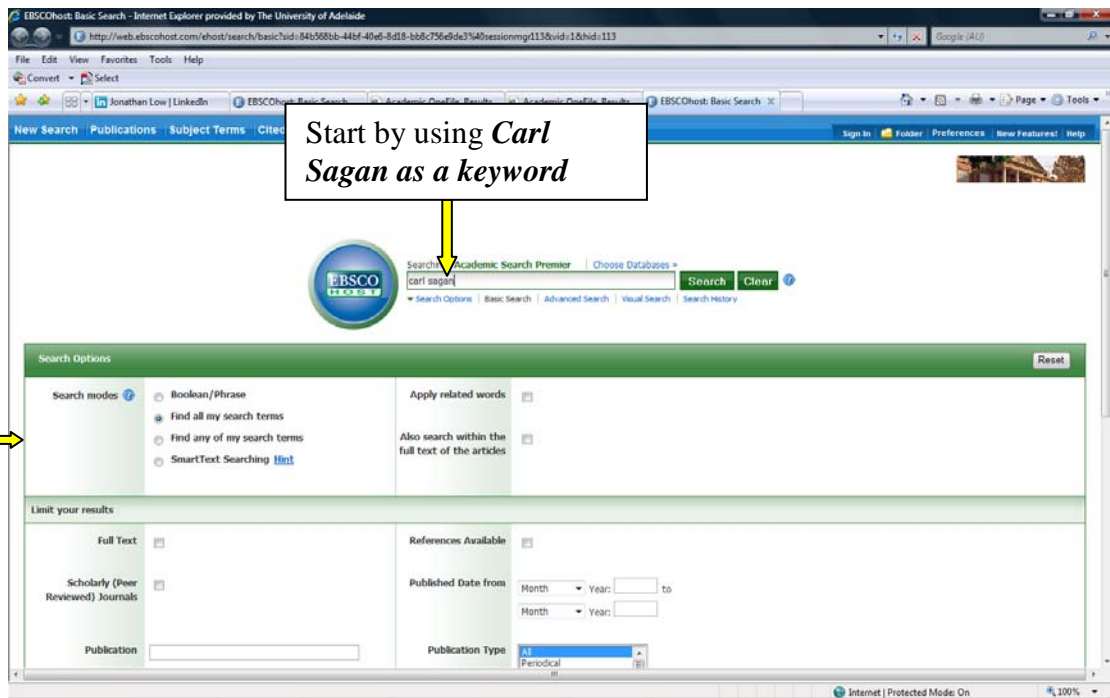 EBSCOhost: Basic Search - Internet Explorer provided by The University of Adelaide
http://web.ebscohost.com/ehost/search/basic?sid=84b568bb-44bf-40e6-8d18-bb8c756e9de3%40sessionmgr113&vid=1&hid=113
Google (AU)
File Edit View Favorites Tools Help
Convert Select
Jonathan Low | LinkedIn EBSCOhost: Basic Search Academic OneFile Results Academic OneFile Results EBSCOhost: Basic Search Page Tools
New Search Publications Subject Terms Sign In Folder Preferences New Features! Help
Start by using Carl
Sagan as a keyword
Academic Search Premier Choose Databases »
EBSCO
HOST
carl sagan Search Clear
Search Options Basic Search Advanced Search Visual Search Search History
Search Options Reset
Search modes Boolean/Phrase Apply related words
Find all my search terms
Find any of my search terms Also search within the
full text of the articles
SmartText Searching Hint
Limit your results
Full Text References Available
Scholarly (Peer
Reviewed) Journals Published Date from Month Year: to
Month Year:
Publication Publication Type All
Periodical
Internet | Protected Mode: On 100%